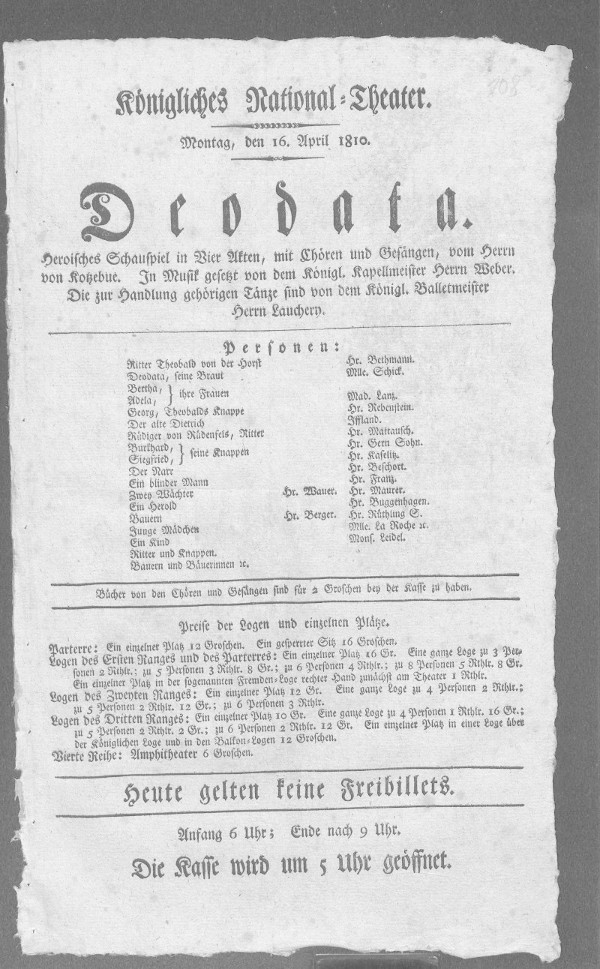 Königliches National-Theater.
Montag, den 16. April 1810.
Deodata.
Heroisches Schauspiel in Vier Akten, mit Chören und Gesängen, vom Herrn
von Kotzebue. In Musik gesetzt von dem Königl. Kapellmeister Herrn Weber.
Die zur Handlung gehörigen Tänze sind von dem Königl. Balletmeister
Herrn Lauchery.
Personen:
Ritter Theobald von der Horst Hr. Bethmann.
Deodata, seine Braut Mlle. Schick.
Bertha, } ihre Frauen
Adela, Mad. Lanz.
Georg, Theobalds Knappe Hr. Rebenstein.
Der alte Dietrich Iffland.
Rüdiger von Rüdensfels, Ritter Hr. Mattausch.
Burkhard, } seine Knappen Hr. Gern Sohn.
Siegfried, Hr. Kaselitz.
Der Narr Hr. Beschort.
Ein blinder Mann Hr. Franz.
Zwey Wächter Hr. Wauer. Hr. Maurer.
Ein Herold Hr. Buggenhagen.
Bauern Hr. Berger. Hr. Rüthling S.
Junge Mädchen Mlle. La Roche ꝛc.
Ein Kind Mons. Leidel.
Ritter und Knappen.
Bauern und Bäuerinnen ꝛc.
Bücher von den Chören und Gesängen sind für 2 Groschen bey der Kasse zu haben.
Preise der Logen und einzelnen Plätze.
Parterre: Ein einzelner Platz 12 Groschen. Ein gesperrter Sitz 16 Groschen.
Logen des Ersten Ranges und des Parterres: Ein einzelner Platz 16 Gr. Eine ganze Loge zu 3 Per-
sonen 2 Rthlr.; zu 5 Personen 3 Rthlr. 8 Gr.; zu 6 Personen 4 Rthlr.; zu 8 Personen 5 Rthlr. 8 Gr.
Ein einzelner Platz in der sogenannten Fremden-Loge rechter Hand zunächst am Theater 1 Rthlr.
Logen des Zweyten Ranges: Ein einzelner Platz 12 Gr. Eine ganze Loge zu 4 Personen 2 Rthlr.;
zu 5 Personen 2 Rthlr. 12 Gr.; zu 6 Personen 3 Rthlr.
Logen des Dritten Ranges: Ein einzelner Platz 10 Gr. Eine ganze Loge zu 4 Personen 1 Rthlr. 16 Gr.;
zu 5 Personen 2 Rthlr. 2 Gr.; zu 6 Personen 2 Rthlr. 12 Gr. Ein einzelner Platz in einer Loge über
der Königlichen Loge und in den Balkon-Logen 12 Groschen.
Vierte Reihe: Amphitheater 6 Groschen.
Heute gelten keine Freibillets.
Anfang 6 Uhr; Ende nach 9 Uhr.
Die Kasse wird um 5 Uhr geöffnet.